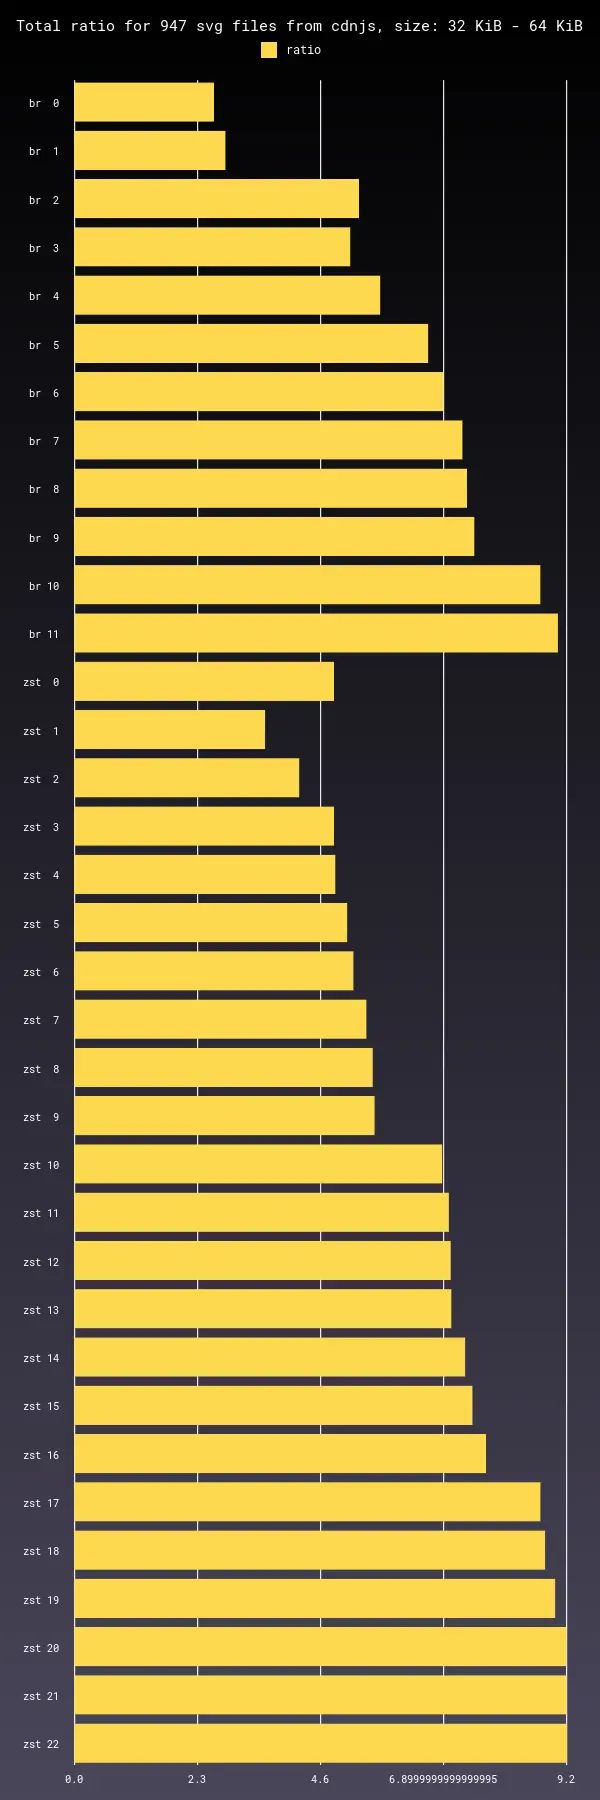 Total ratio for 947 svg files from cdnjs, size: 32 KiB - 64 KiB
ratio
br 0
br 1
br 2
br 3
br 4
br 5
br 6
br 7
br 8
br 9
br 10
br 11
zst 0
zst 1
zst 2
zst 3
zst 4
zst 5
zst 6
zst 7
zst 8
zst 9
zst 10
zst 11
zst 12
zst 13
zst 14
zst 15
zst 16
zst 17
zst 18
zst 19
zst 20
zst 21
zst 22
0.0 2.3 4.6 6.8999999999999995 9.2